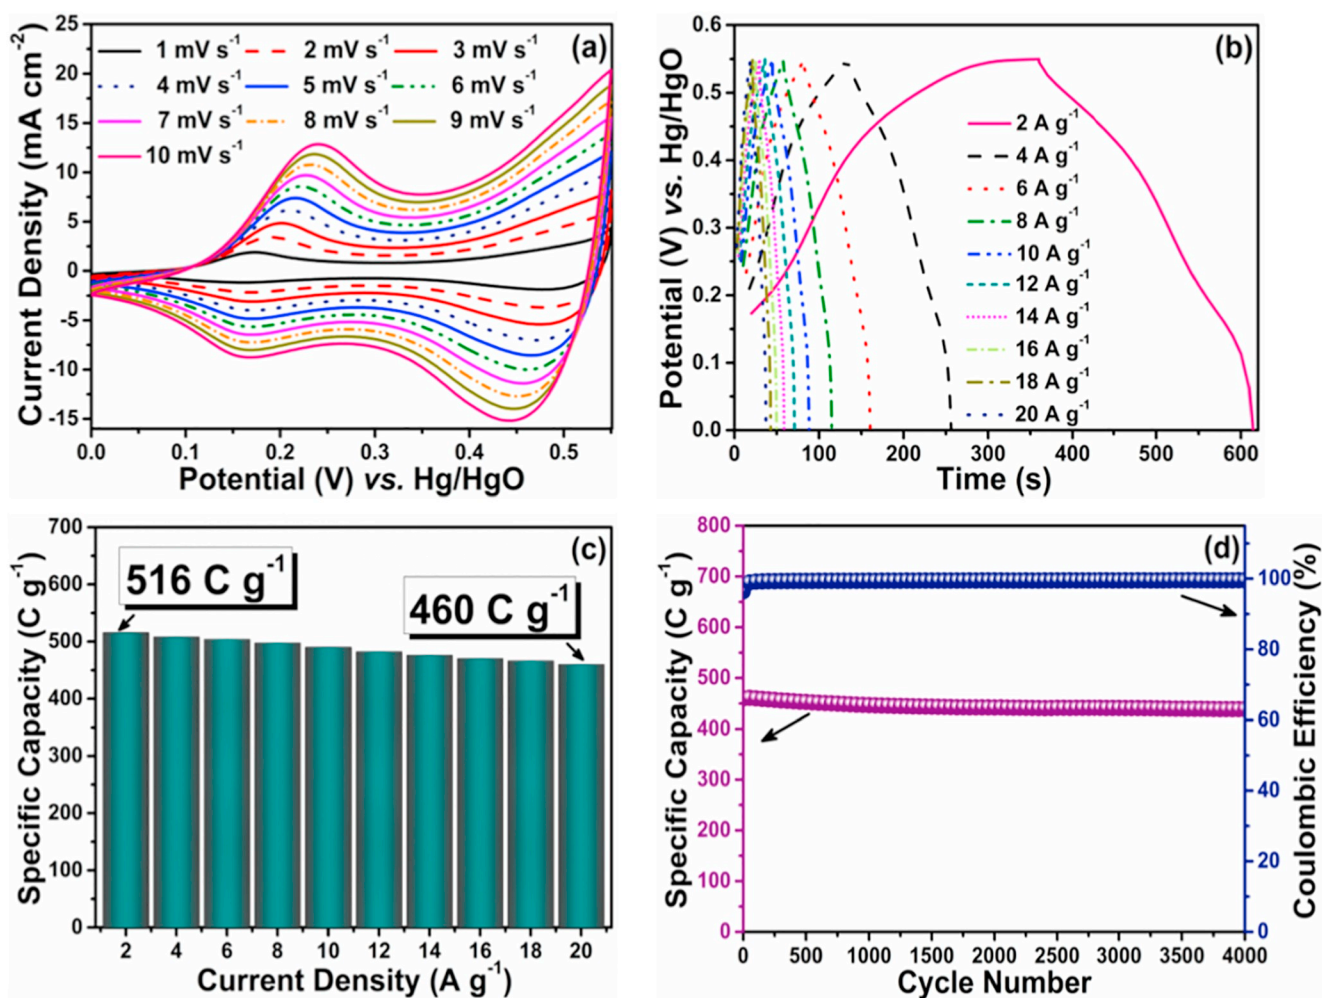 (a)
1 mV s⁻¹ 2 mV s⁻¹ 3 mV s⁻¹
4 mV s⁻¹ 5 mV s⁻¹ 6 mV s⁻¹
7 mV s⁻¹ 8 mV s⁻¹ 9 mV s⁻¹
10 mV s⁻¹
Current Density (mA cm⁻²)
25
20
15
10
5
0
-5
-10
-15
0.0 0.1 0.2 0.3 0.4 0.5
Potential (V) vs. Hg/HgO
(b)
2 A g⁻¹
4 A g⁻¹
6 A g⁻¹
8 A g⁻¹
10 A g⁻¹
12 A g⁻¹
14 A g⁻¹
16 A g⁻¹
18 A g⁻¹
20 A g⁻¹
Potential (V) vs. Hg/HgO
0.6
0.5
0.4
0.3
0.2
0.1
0.0
0 100 200 300 400 500 600
Time (s)
(c)
516 C g⁻¹
460 C g⁻¹
Specific Capacity (C g⁻¹)
700
600
500
400
300
200
100
0
2 4 6 8 10 12 14 16 18 20
Current Density (A g⁻¹)
(d)
Specific Capacity (C g⁻¹)
800
700
600
500
400
300
200
100
0
0 500 1000 1500 2000 2500 3000 3500 4000
Cycle Number
100
80
60
40
20
0
Coulombic Efficiency (%)